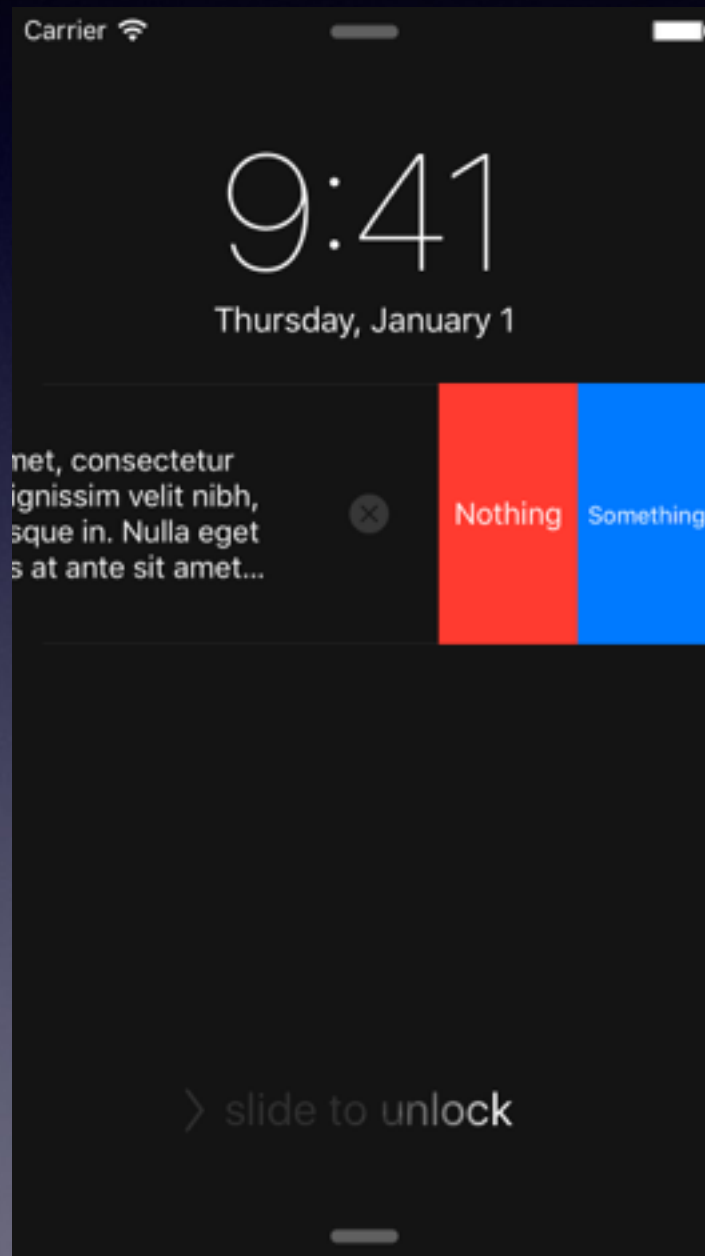 Carrier
9:41
Thursday, January 1
met, consectetur
ignissim velit nibh,
sque in. Nulla eget
s at ante sit amet...
Nothing
Something
slide to unlock